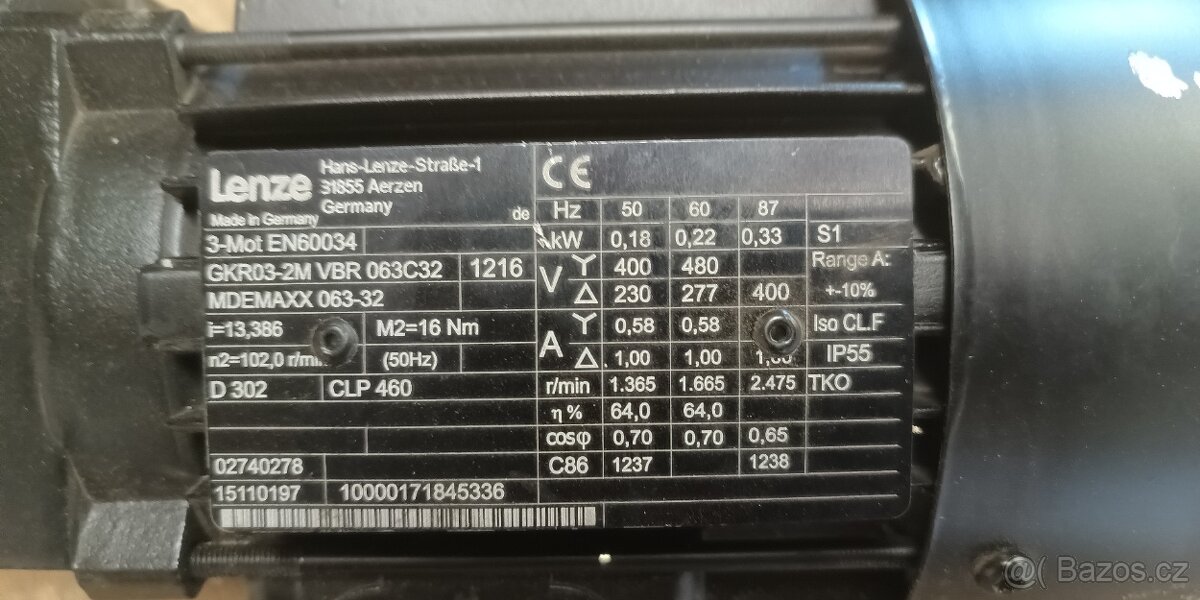 Lenze Hans-Lenze-Straße-1
31855 Aerzen
Germany
Made in Germany
de
3-Mot EN60034
GKR03-2M VBR 063C32 1216
MDEMAXX 063-32
i=13,386 M2=16 Nm
n2=102,0 (50Hz)
D 302 CLP 460
02740278
15110197 10000171845336
CE
Hz 50 60 87
kW 0,18 0,22 0,33 S1
V Y 400 480 Range A:
Δ 230 277 400 +-10%
A Y 0,58 0,58 Iso CL.F
Δ 1,00 1,00 IP55
r/min 1.365 1.665 2.475 TKO
η % 64,0 64,0
cosφ 0,70 0,70 0,65
C86 1237 1238
@( Bazos.cz